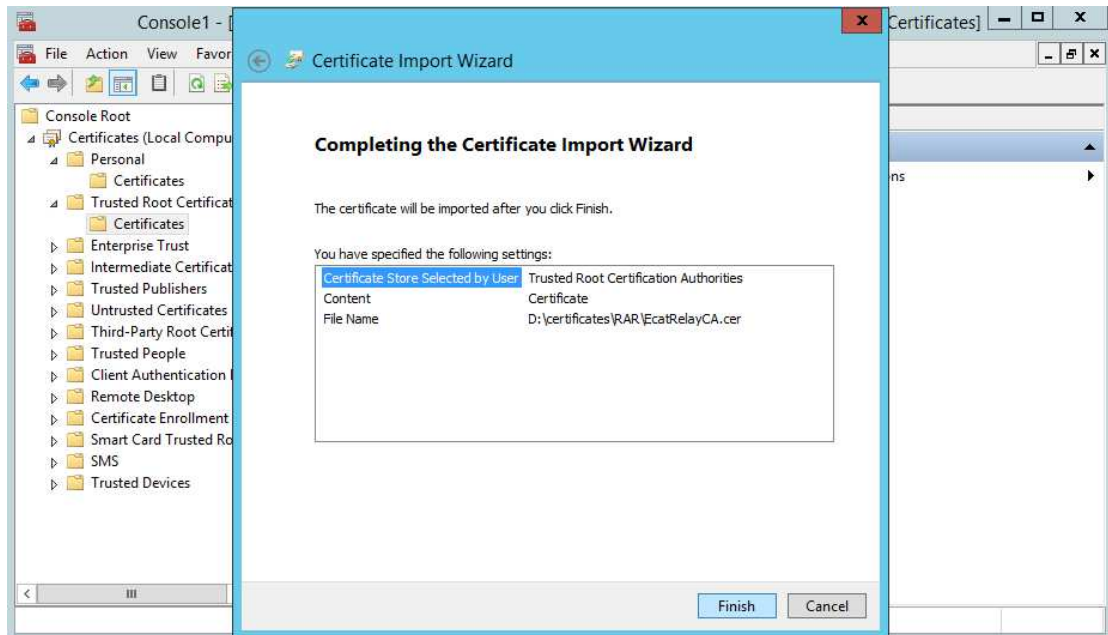 Console1 - [
Certificates]
File Action View Favor
Certificate Import Wizard
Console Root
Certificates (Local Compu
Personal
Certificates
Trusted Root Certificat
Certificates
Enterprise Trust
Intermediate Certificat
Trusted Publishers
Untrusted Certificates
Third-Party Root Certif
Trusted People
Client Authentication
Remote Desktop
Certificate Enrollment
Smart Card Trusted Ro
SMS
Trusted Devices
Completing the Certificate Import Wizard
The certificate will be imported after you click Finish.
You have specified the following settings:
Certificate Store Selected by User Trusted Root Certification Authorities
Content Certificate
File Name D:\certificates\RAR\EcatRelayCA.cer
Finish Cancel
ns